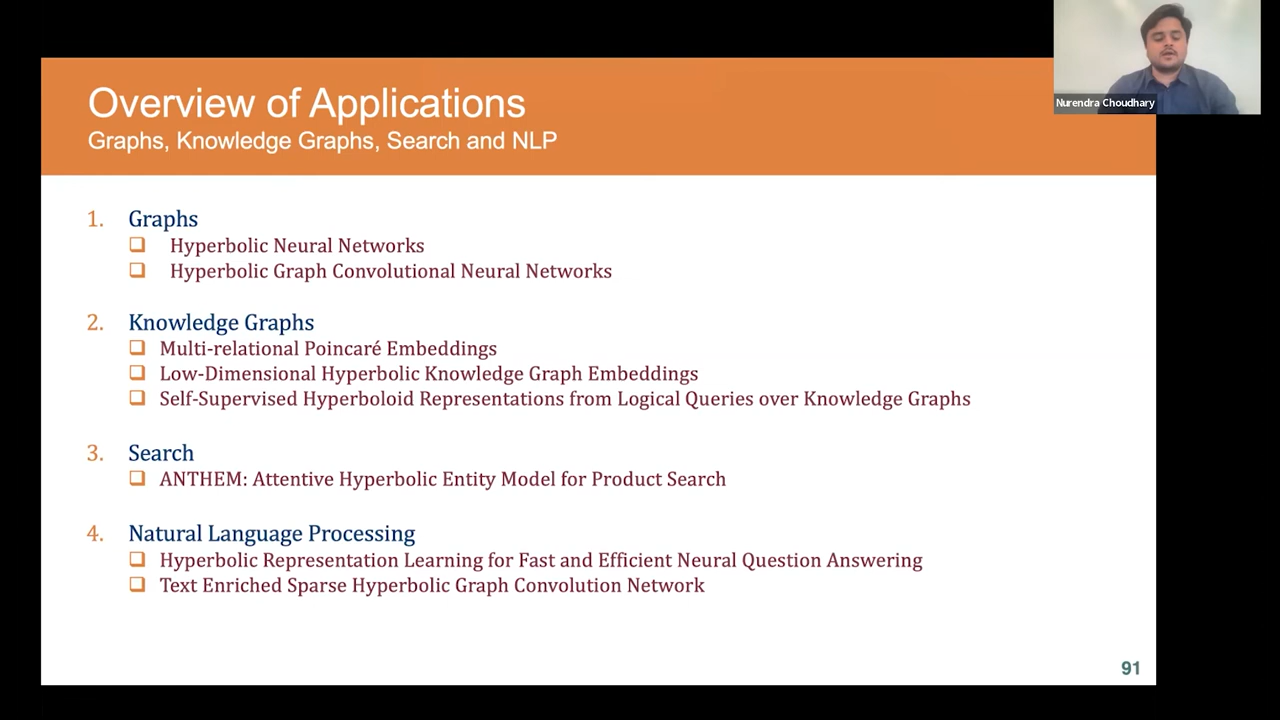 Overview of Applications
Graphs, Knowledge Graphs, Search and NLP
Nurendra Choudhary
1. Graphs
Hyperbolic Neural Networks
Hyperbolic Graph Convolutional Neural Networks
2. Knowledge Graphs
Multi-relational Poincaré Embeddings
Low-Dimensional Hyperbolic Knowledge Graph Embeddings
Self-Supervised Hyperboloid Representations from Logical Queries over Knowledge Graphs
3. Search
ANTHEM: Attentive Hyperbolic Entity Model for Product Search
4. Natural Language Processing
Hyperbolic Representation Learning for Fast and Efficient Neural Question Answering
Text Enriched Sparse Hyperbolic Graph Convolution Network
91